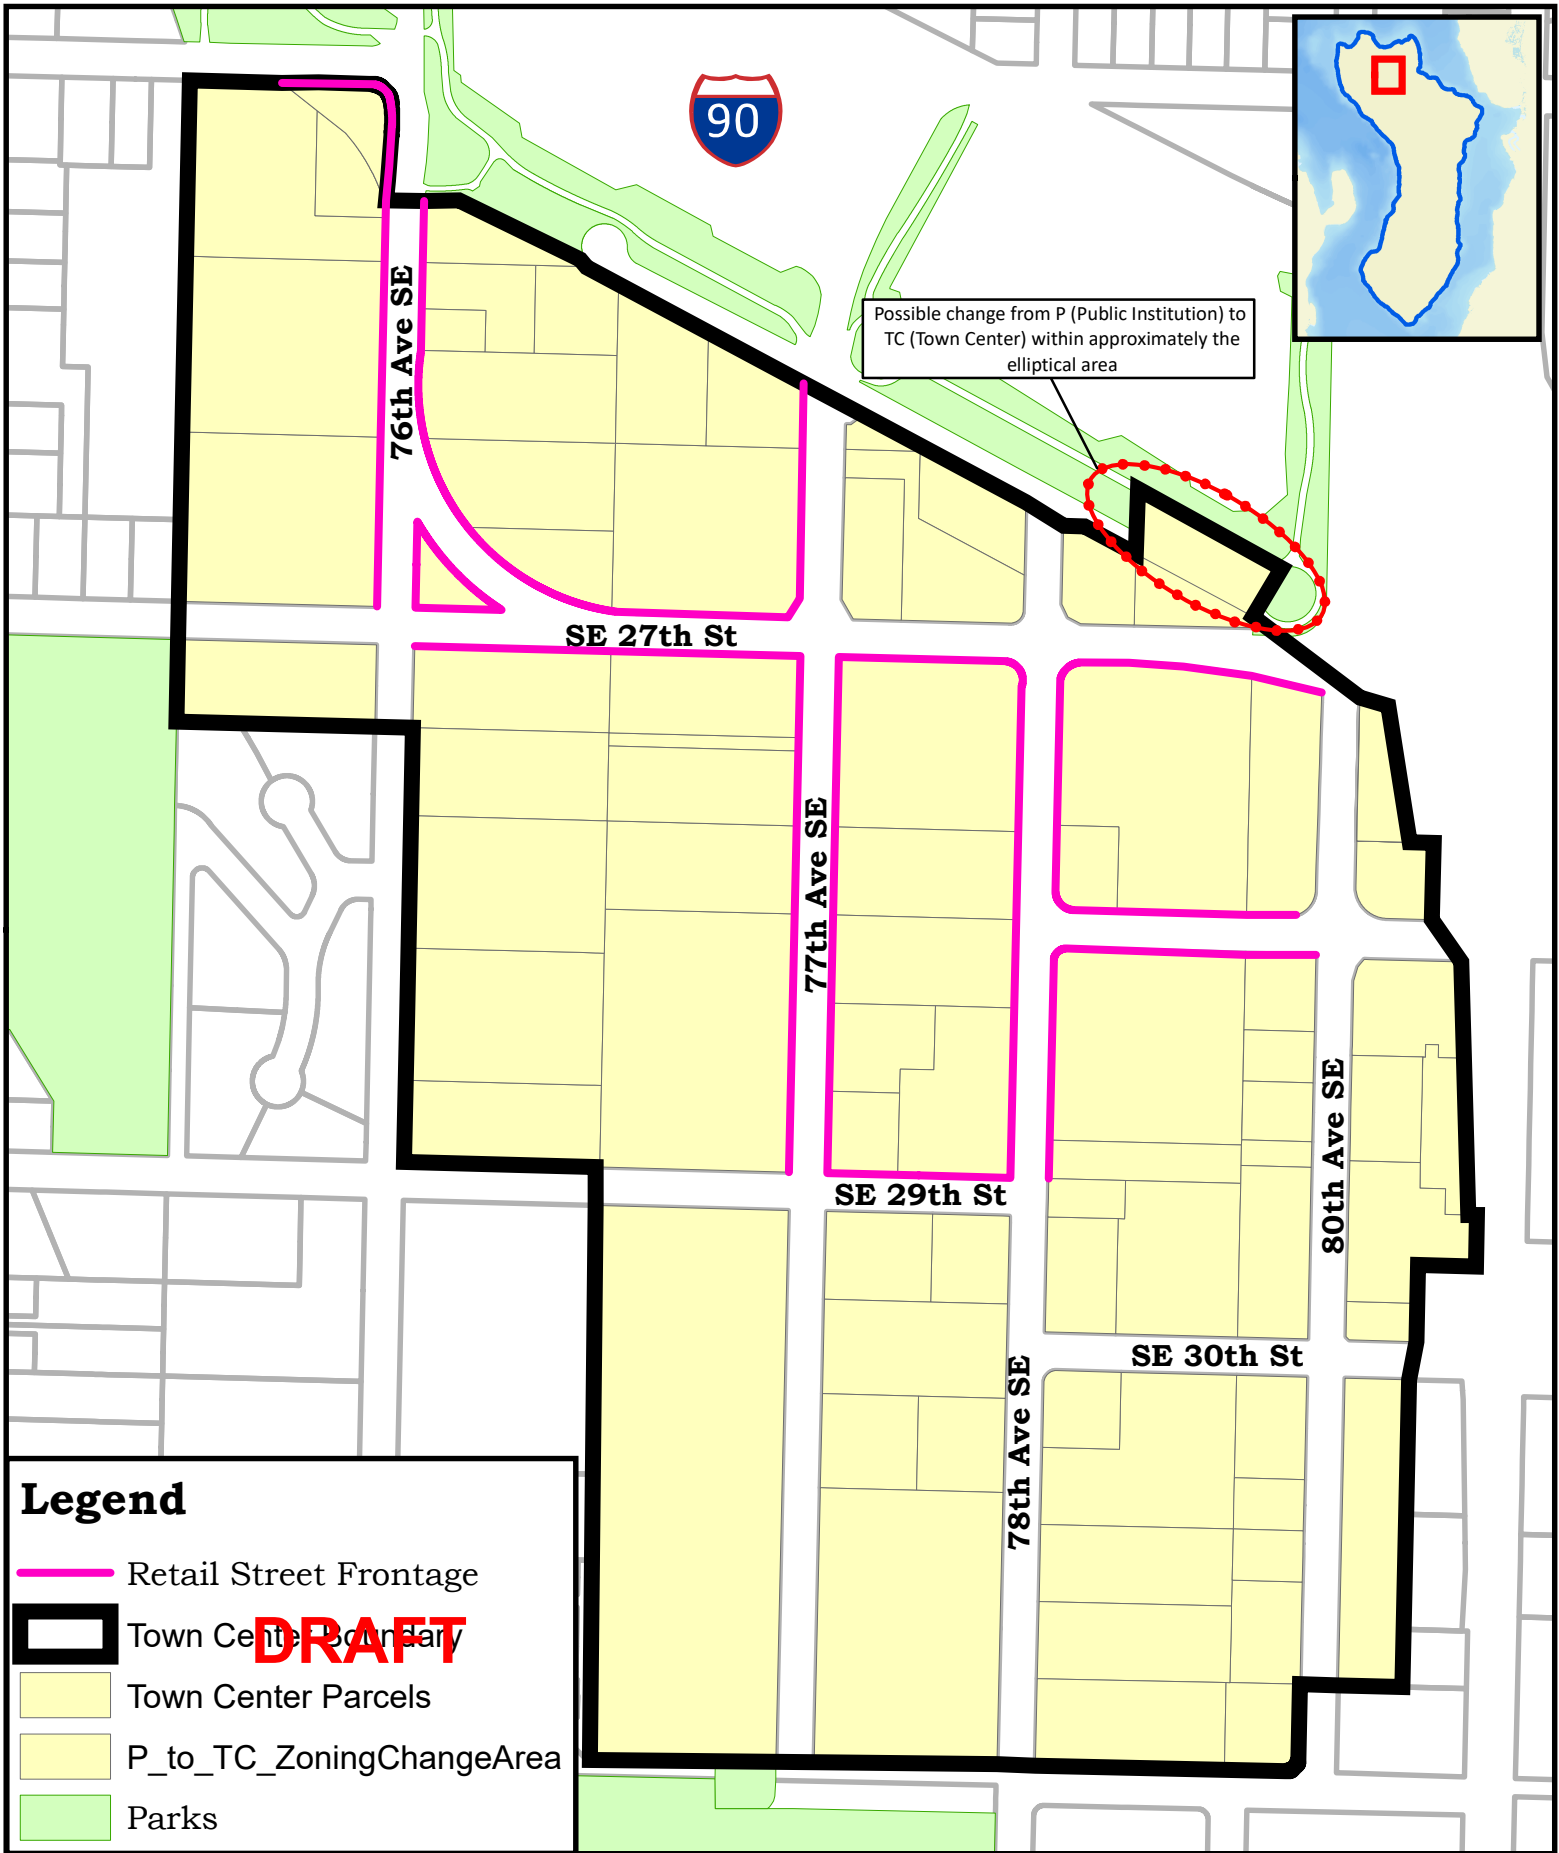 90
Possible change from P (Public Institution) to
TC (Town Center) within approximately the
elliptical area
76th Ave SE
SE 27th St
77th Ave SE
80th Ave SE
SE 29th St
SE 30th St
78th Ave SE
Legend
Retail Street Frontage
Town Center Boundary
DRAFT
Town Center Parcels
P_to_TC_ZoningChangeArea
Parks